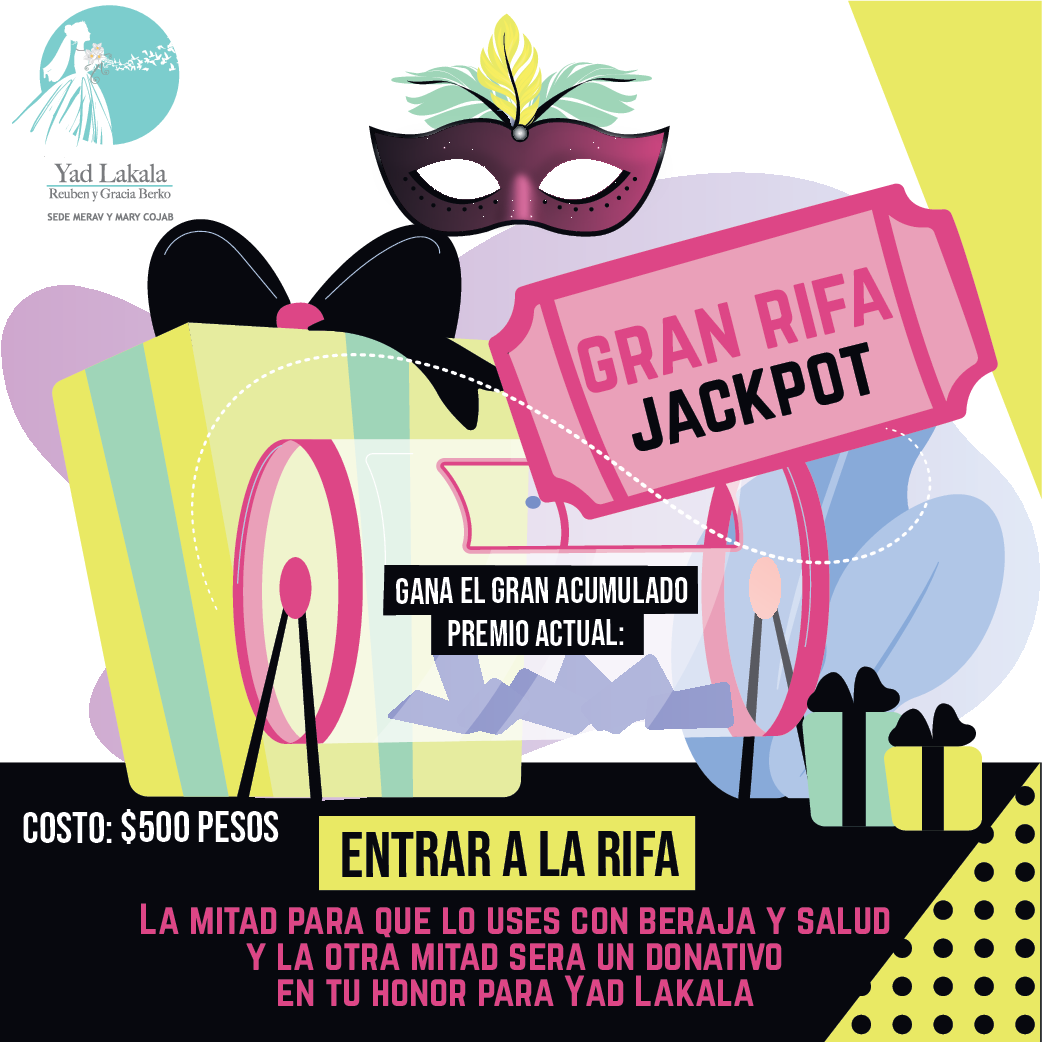 Yad Lakala
Reuben y Gracia Berko
SEDE MERAV Y MARY COJAB
GRAN RIFA
JACKPOT
GANA EL GRAN ACUMULADO
PREMIO ACTUAL:
COSTO: $500 PESOS
ENTRAR A LA RIFA
LA MITAD PARA QUE LO USES CON BERAJA Y SALUD
Y LA OTRA MITAD SERA UN DONATIVO
EN TU HONOR PARA YAD LAKALA